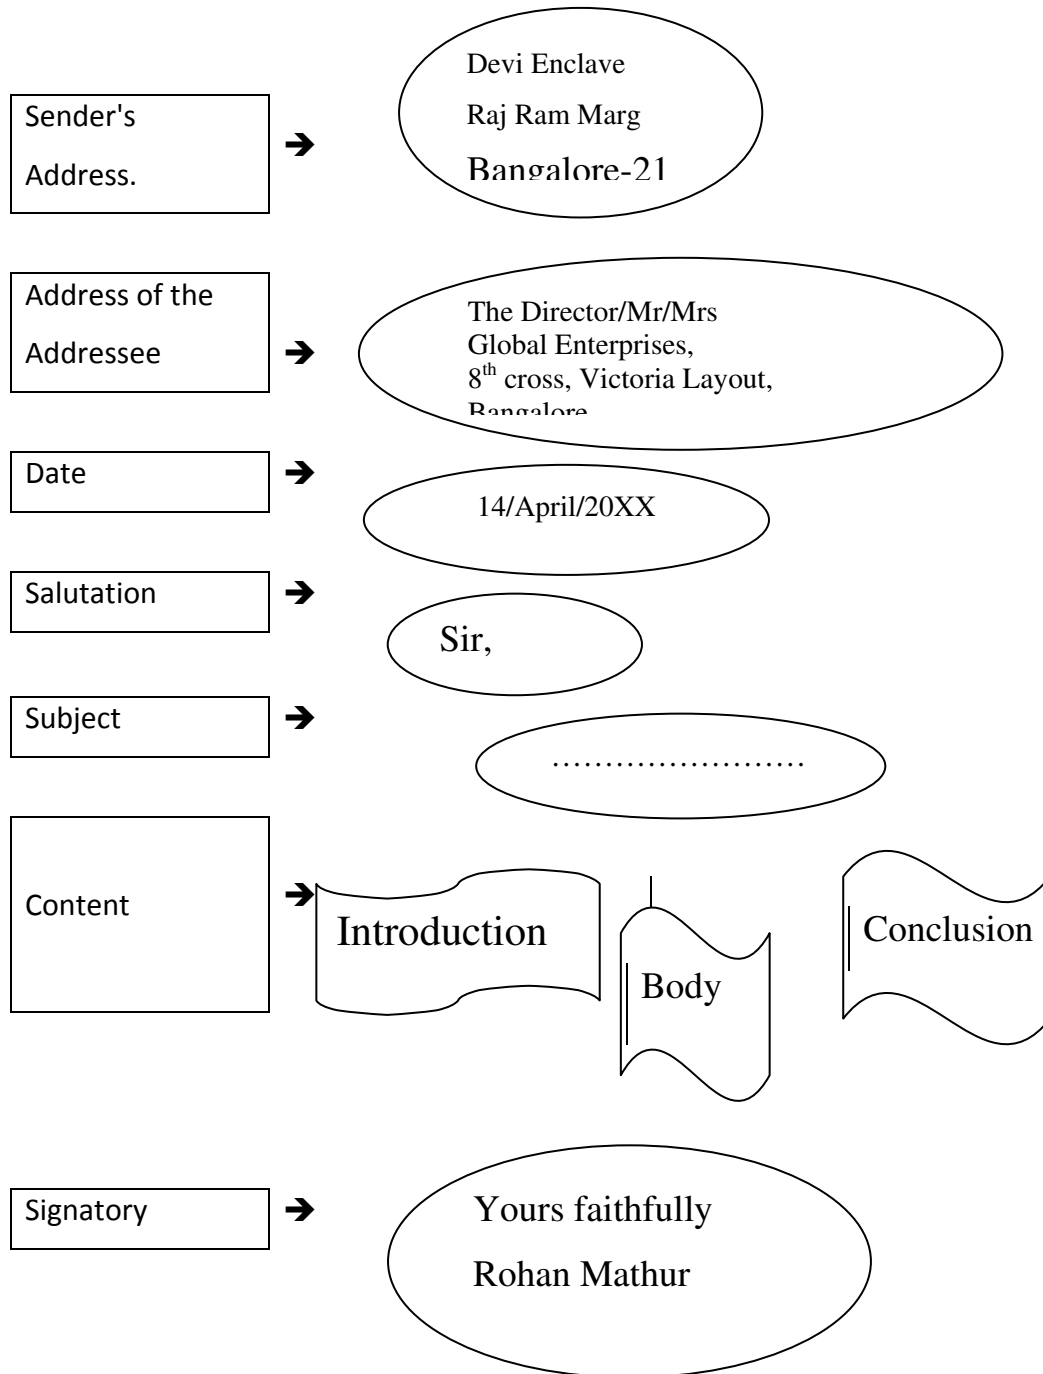 Sender's
Address.
Devi Enclave
Raj Ram Marg
Bangalore-21
Address of the
Addressee
The Director/Mr/Mrs
Global Enterprises,
8th cross, Victoria Layout,
Bangalore
Date
14/April/20XX
Salutation
Sir,
Subject
........................
Content
Introduction
Body
Conclusion
Signatory
Yours faithfully
Rohan Mathur